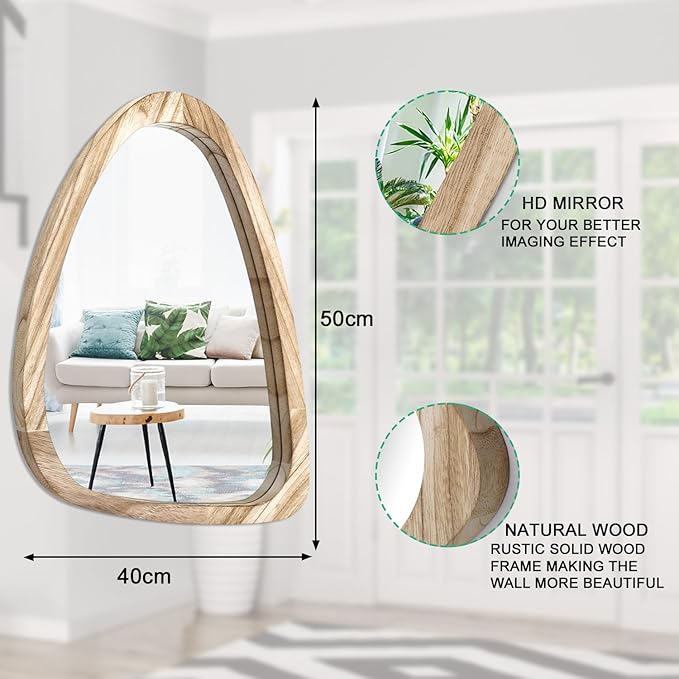 HD MIRROR
FOR YOUR BETTER
IMAGING EFFECT
50cm
NATURAL WOOD
RUSTIC SOLID WOOD
FRAME MAKING THE
WALL MORE BEAUTIFUL
40cm